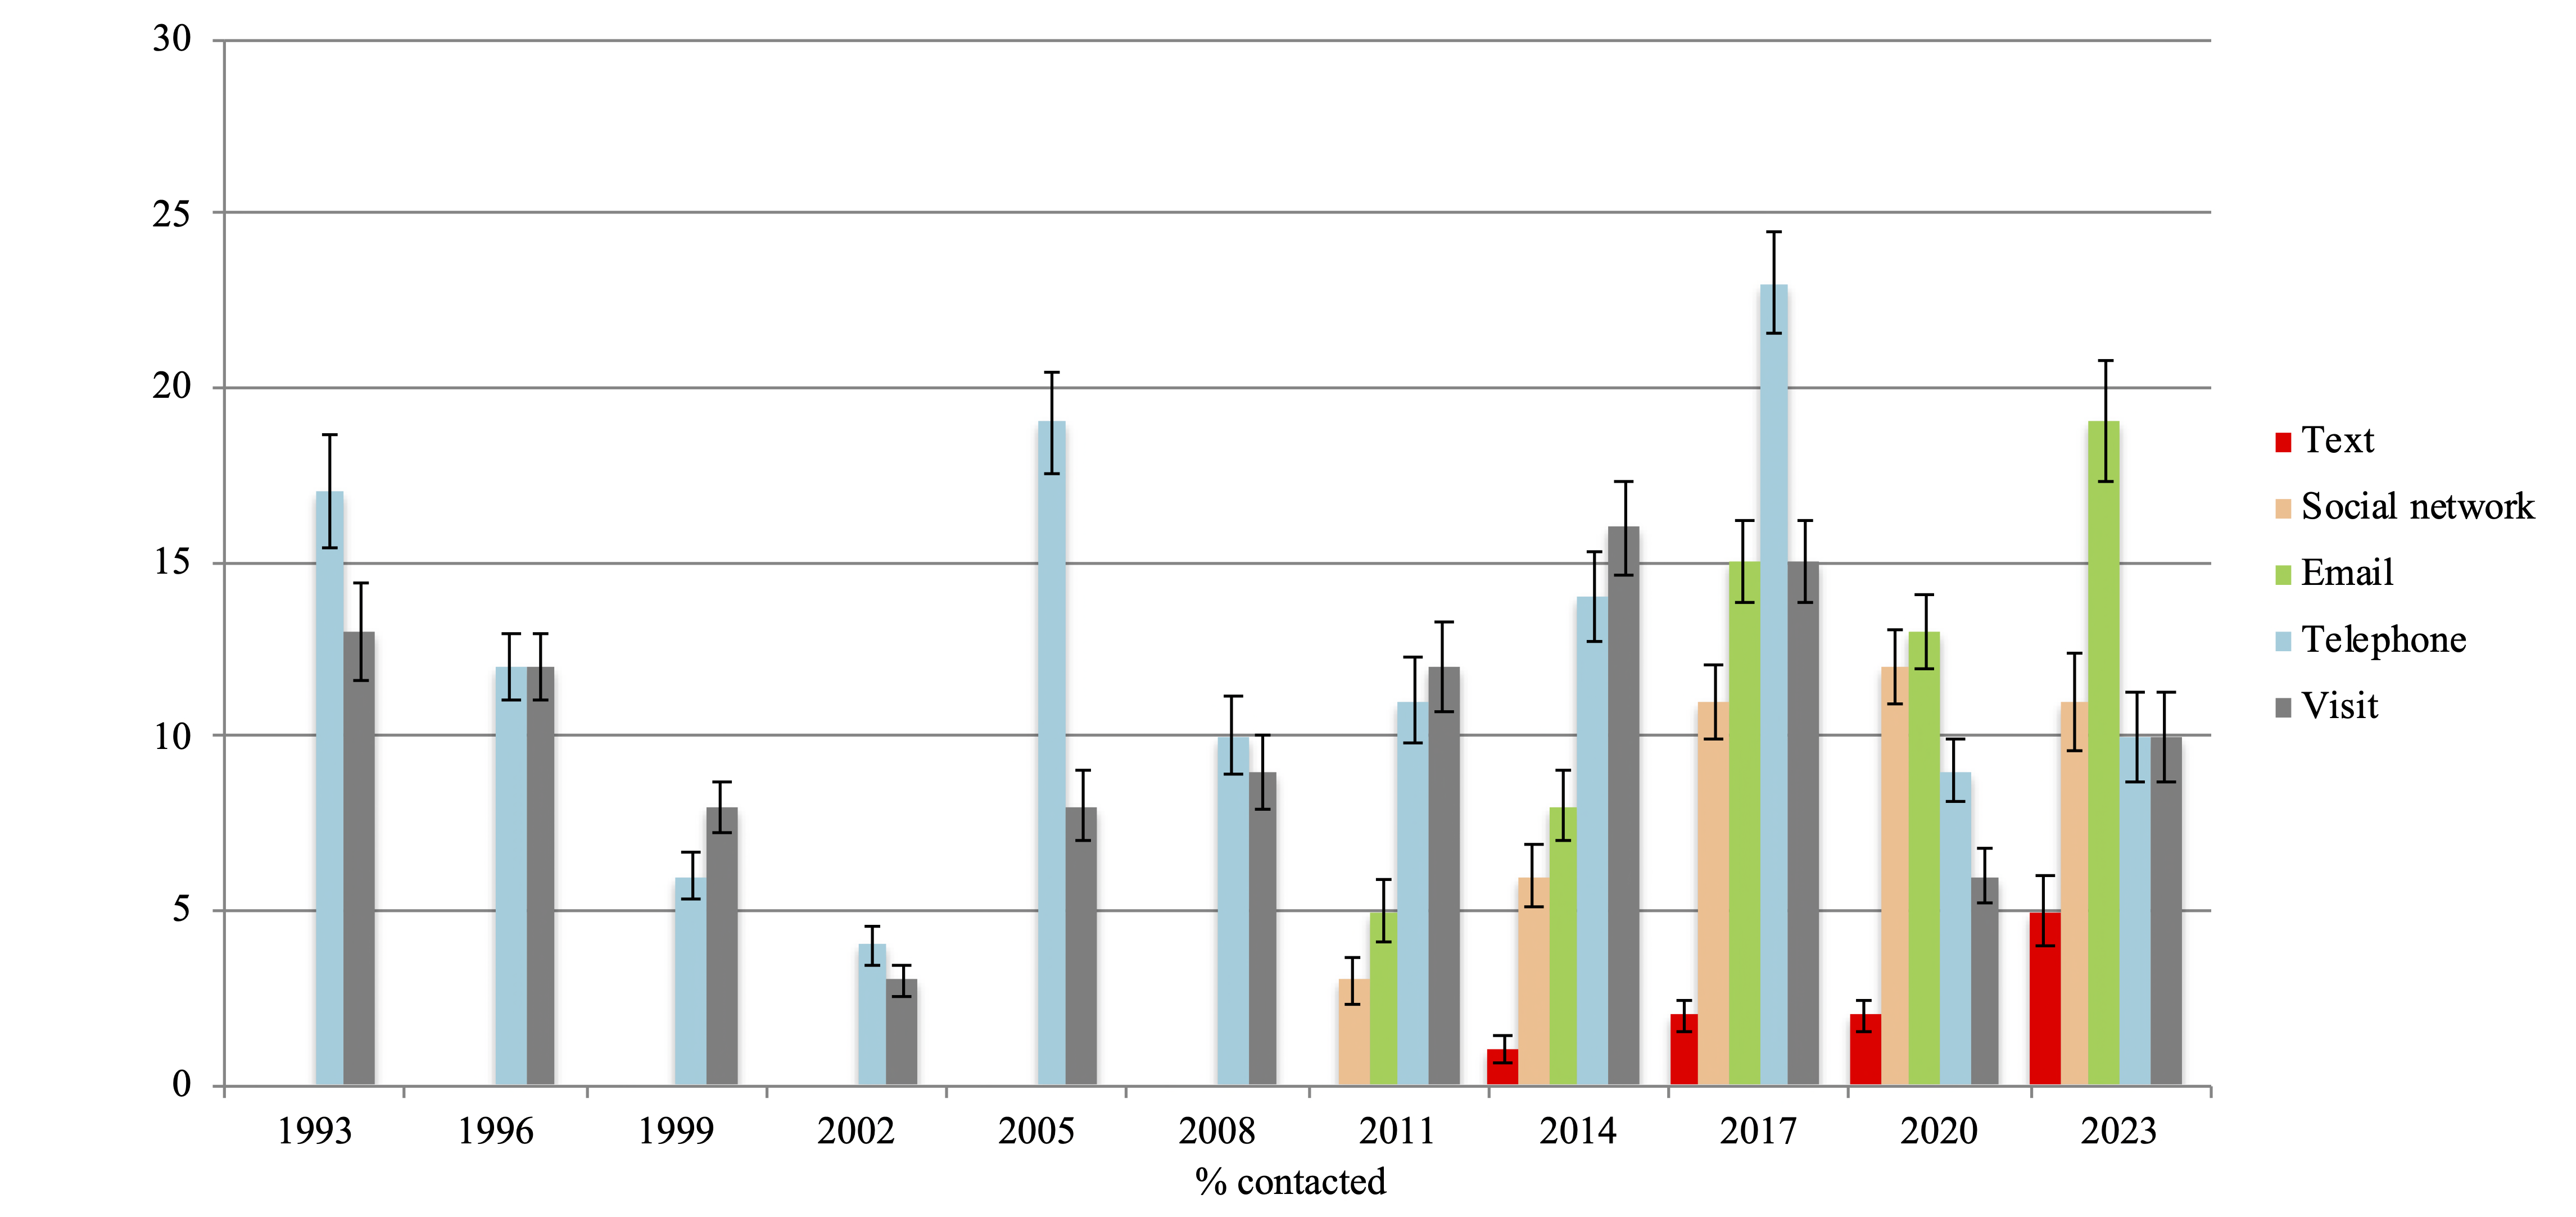 30
25
20
15
10
5
0
1993 1996 1999 2002 2005 2008 2011 2014 2017 2020 2023
% contacted
Text
Social network
Email
Telephone
Visit